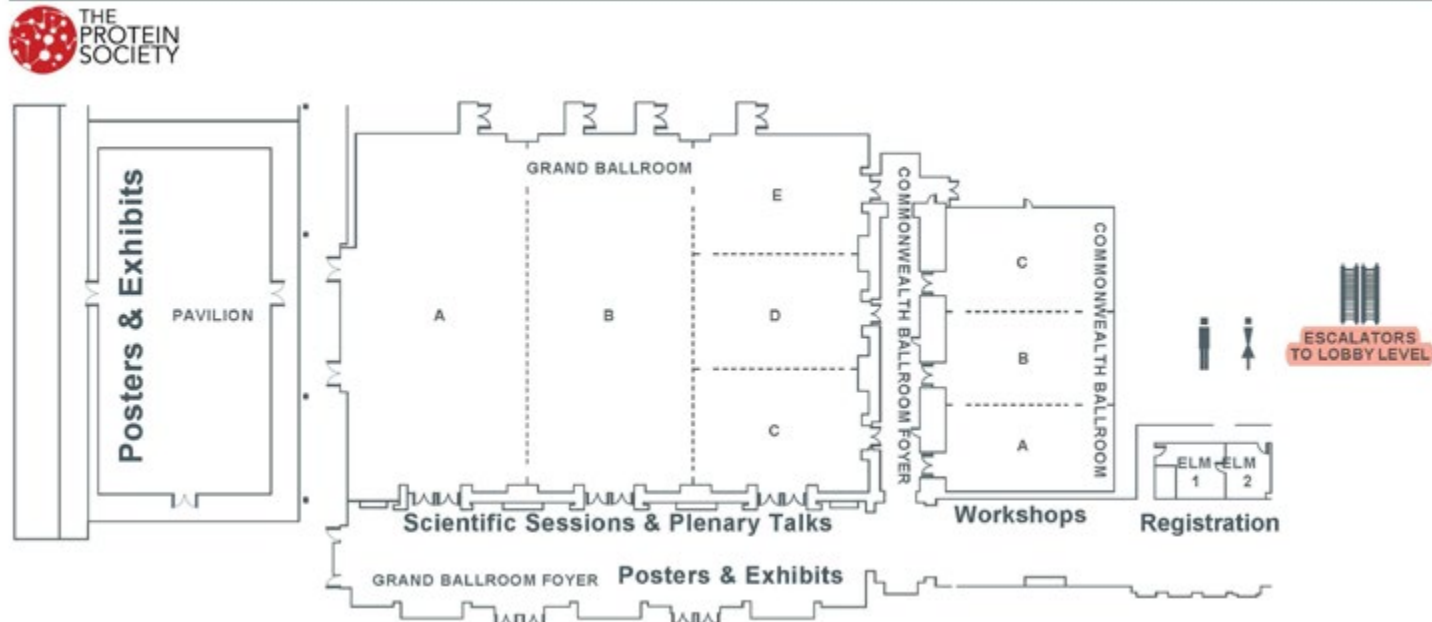 THE
PROTEIN
SOCIETY
Posters & Exhibits
PAVILION
GRAND BALLROOM
A
B
E
D
C
COMMONWEALTH BALLROOM FOYER
C
B
A
COMMONWEALTH BALLROOM
ESCALATORS
TO LOBBY LEVEL
ELM
1
ELM
2
Scientific Sessions & Plenary Talks
Workshops
Registration
GRAND BALLROOM FOYER
Posters & Exhibits